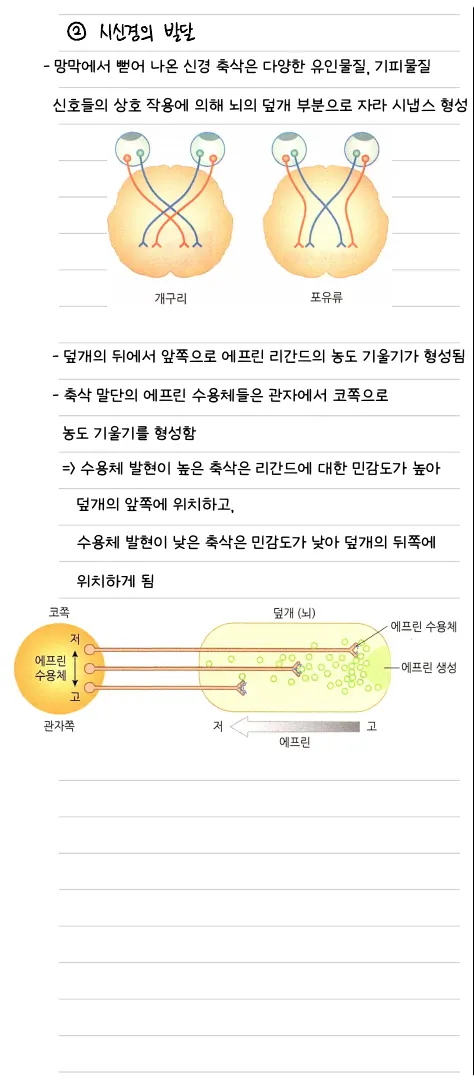 ② 시신경의 발달
- 망막에서 뻗어 나온 신경 축삭은 다양한 유인물질, 기피물질
신호들의 상호 작용에 의해 뇌의 덮개 부분으로 자라 시냅스 형성
개구리
포유류
- 덮개의 뒤에서 앞쪽으로 에프린 리간드의 농도 기울기가 형성됨
- 축삭 말단의 에프린 수용체들은 관자에서 코쪽으로
농도 기울기를 형성함
=> 수용체 발현이 높은 축삭은 리간드에 대한 민감도가 높아
덮개의 앞쪽에 위치하고,
수용체 발현이 낮은 축삭은 민감도가 낮아 덮개의 뒤쪽에
위치하게 됨
코쪽
덮개 (뇌)
저
에프린 수용체
에프린
수용체
에프린 생성
고
관자쪽
저
고
에프린